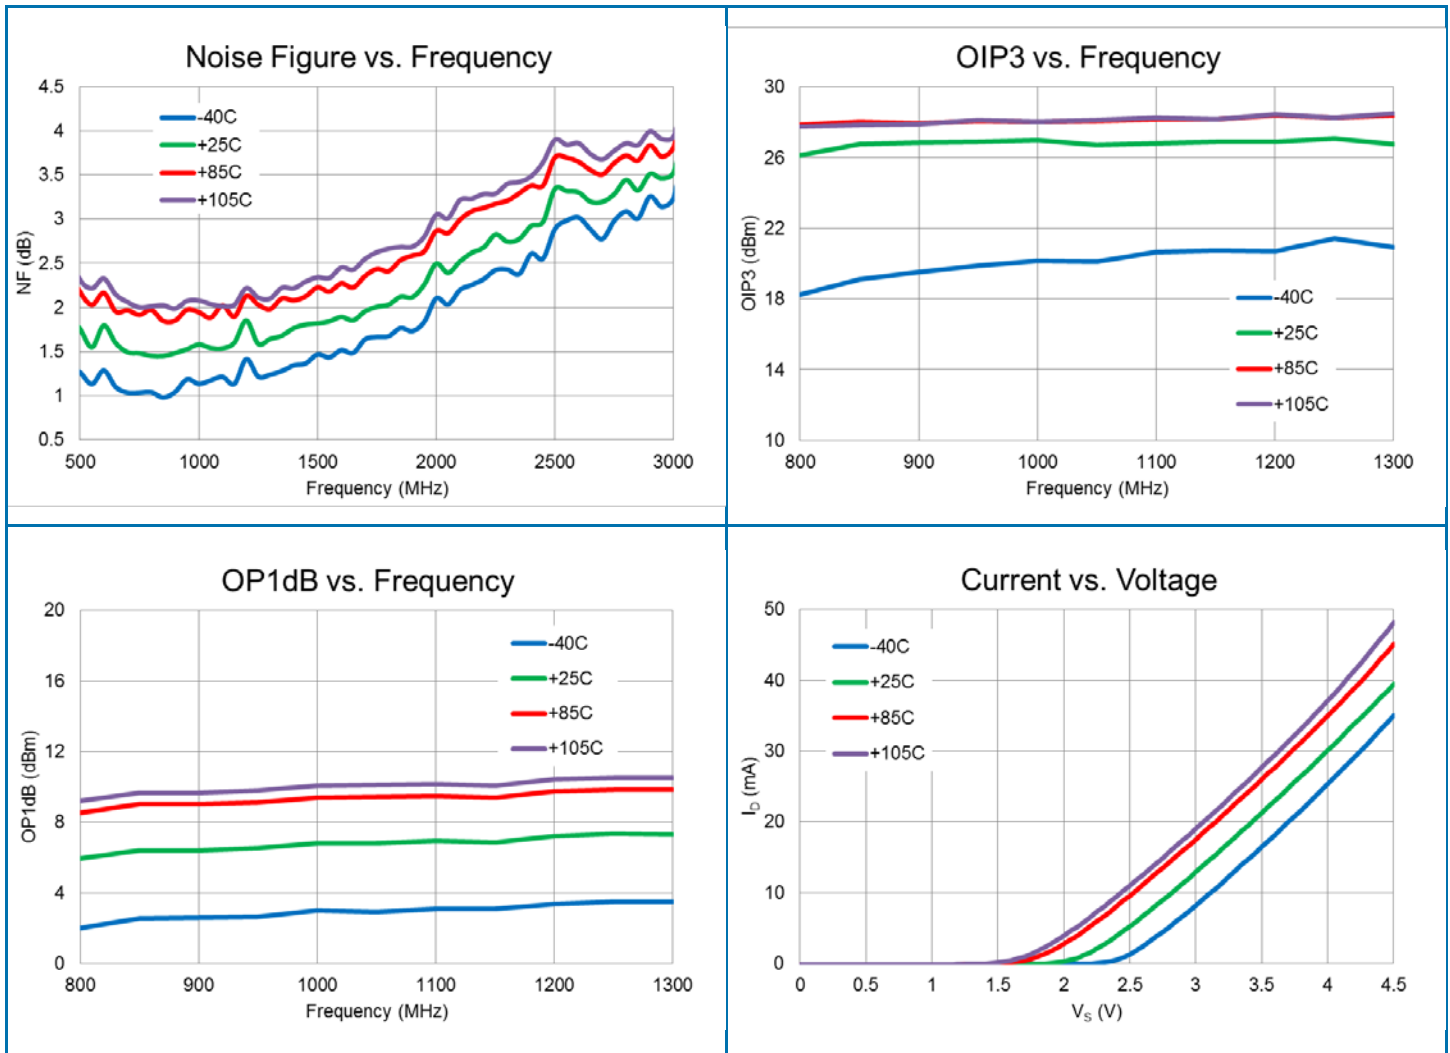 Noise Figure vs. Frequency
4.5
4
3.5
3
2.5
2
1.5
1
0.5
NF (dB)
-40C
+25C
+85C
+105C
500 1000 1500 2000 2500 3000
Frequency (MHz)
OIP3 vs. Frequency
30
26
22
18
14
10
OIP3 (dBm)
-40C
+25C
+85C
+105C
800 900 1000 1100 1200 1300
Frequency (MHz)
OP1dB vs. Frequency
20
16
12
8
4
0
OP1dB (dBm)
-40C
+25C
+85C
+105C
800 900 1000 1100 1200 1300
Frequency (MHz)
Current vs. Voltage
50
40
30
20
10
0
I_D (mA)
-40C
+25C
+85C
+105C
0 0.5 1 1.5 2 2.5 3 3.5 4 4.5
V_S (V)